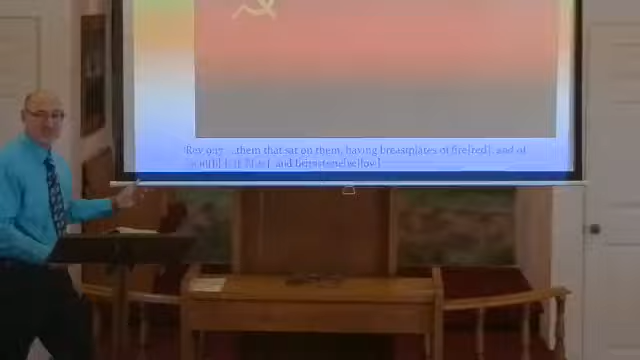 Rev 9:17 ...them that sat on them, having breastplates of fire[red], and of
and brimstone[yellow]